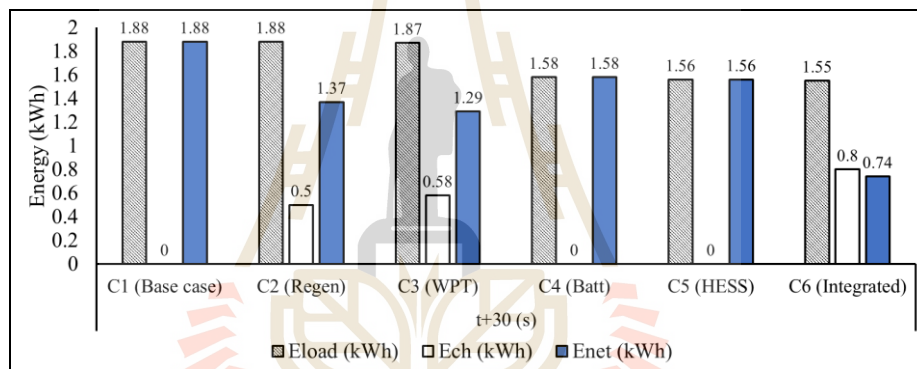 Energy (kWh)
2
1.8
1.6
1.4
1.2
1
0.8
0.6
0.4
0.2
0
1.88 0 1.88
1.88 0.5 1.37
1.87 0.58 1.29
1.58 0 1.58
1.56 0 1.56
1.55 0.8 0.74
C1 (Base case) C2 (Regen) C3 (WPT) C4 (Batt) C5 (HESS) C6 (Integrated)
t+30 (s)
Eload (kWh) Ech (kWh) Enet (kWh)